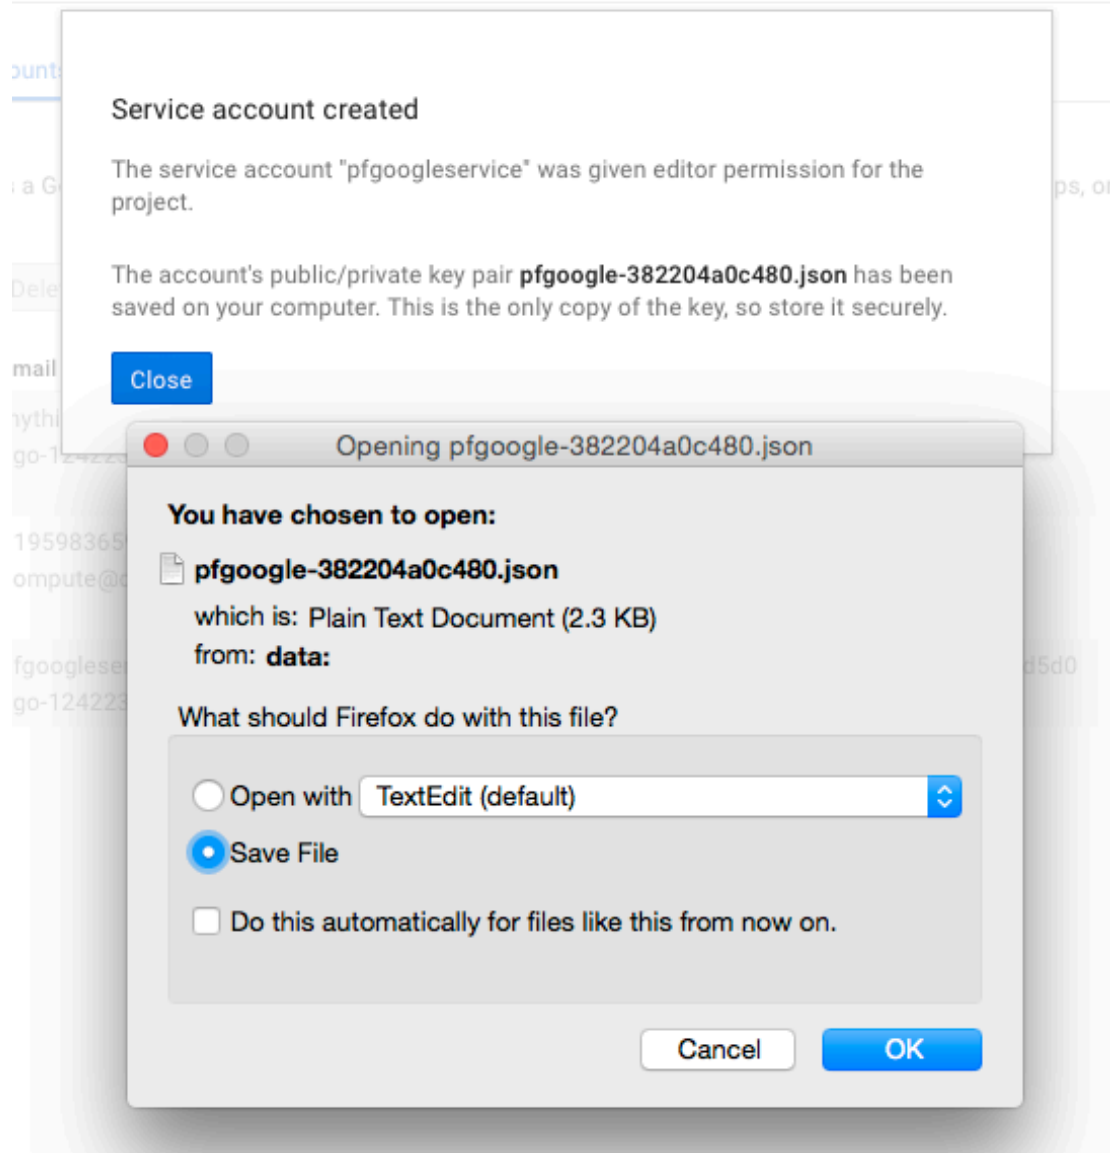 Service account created
The service account "pfgoogleservice" was given editor permission for the
project.
The account's public/private key pair pfgoogle-382204a0c480.json has been
saved on your computer. This is the only copy of the key, so store it securely.
mail
Close
Opening pfgoogle-382204a0c480.json
You have chosen to open:
pfgoogle-382204a0c480.json
which is: Plain Text Document (2.3 KB)
from: data:
What should Firefox do with this file?
Open with TextEdit (default)
Save File
Do this automatically for files like this from now on.
Cancel OK